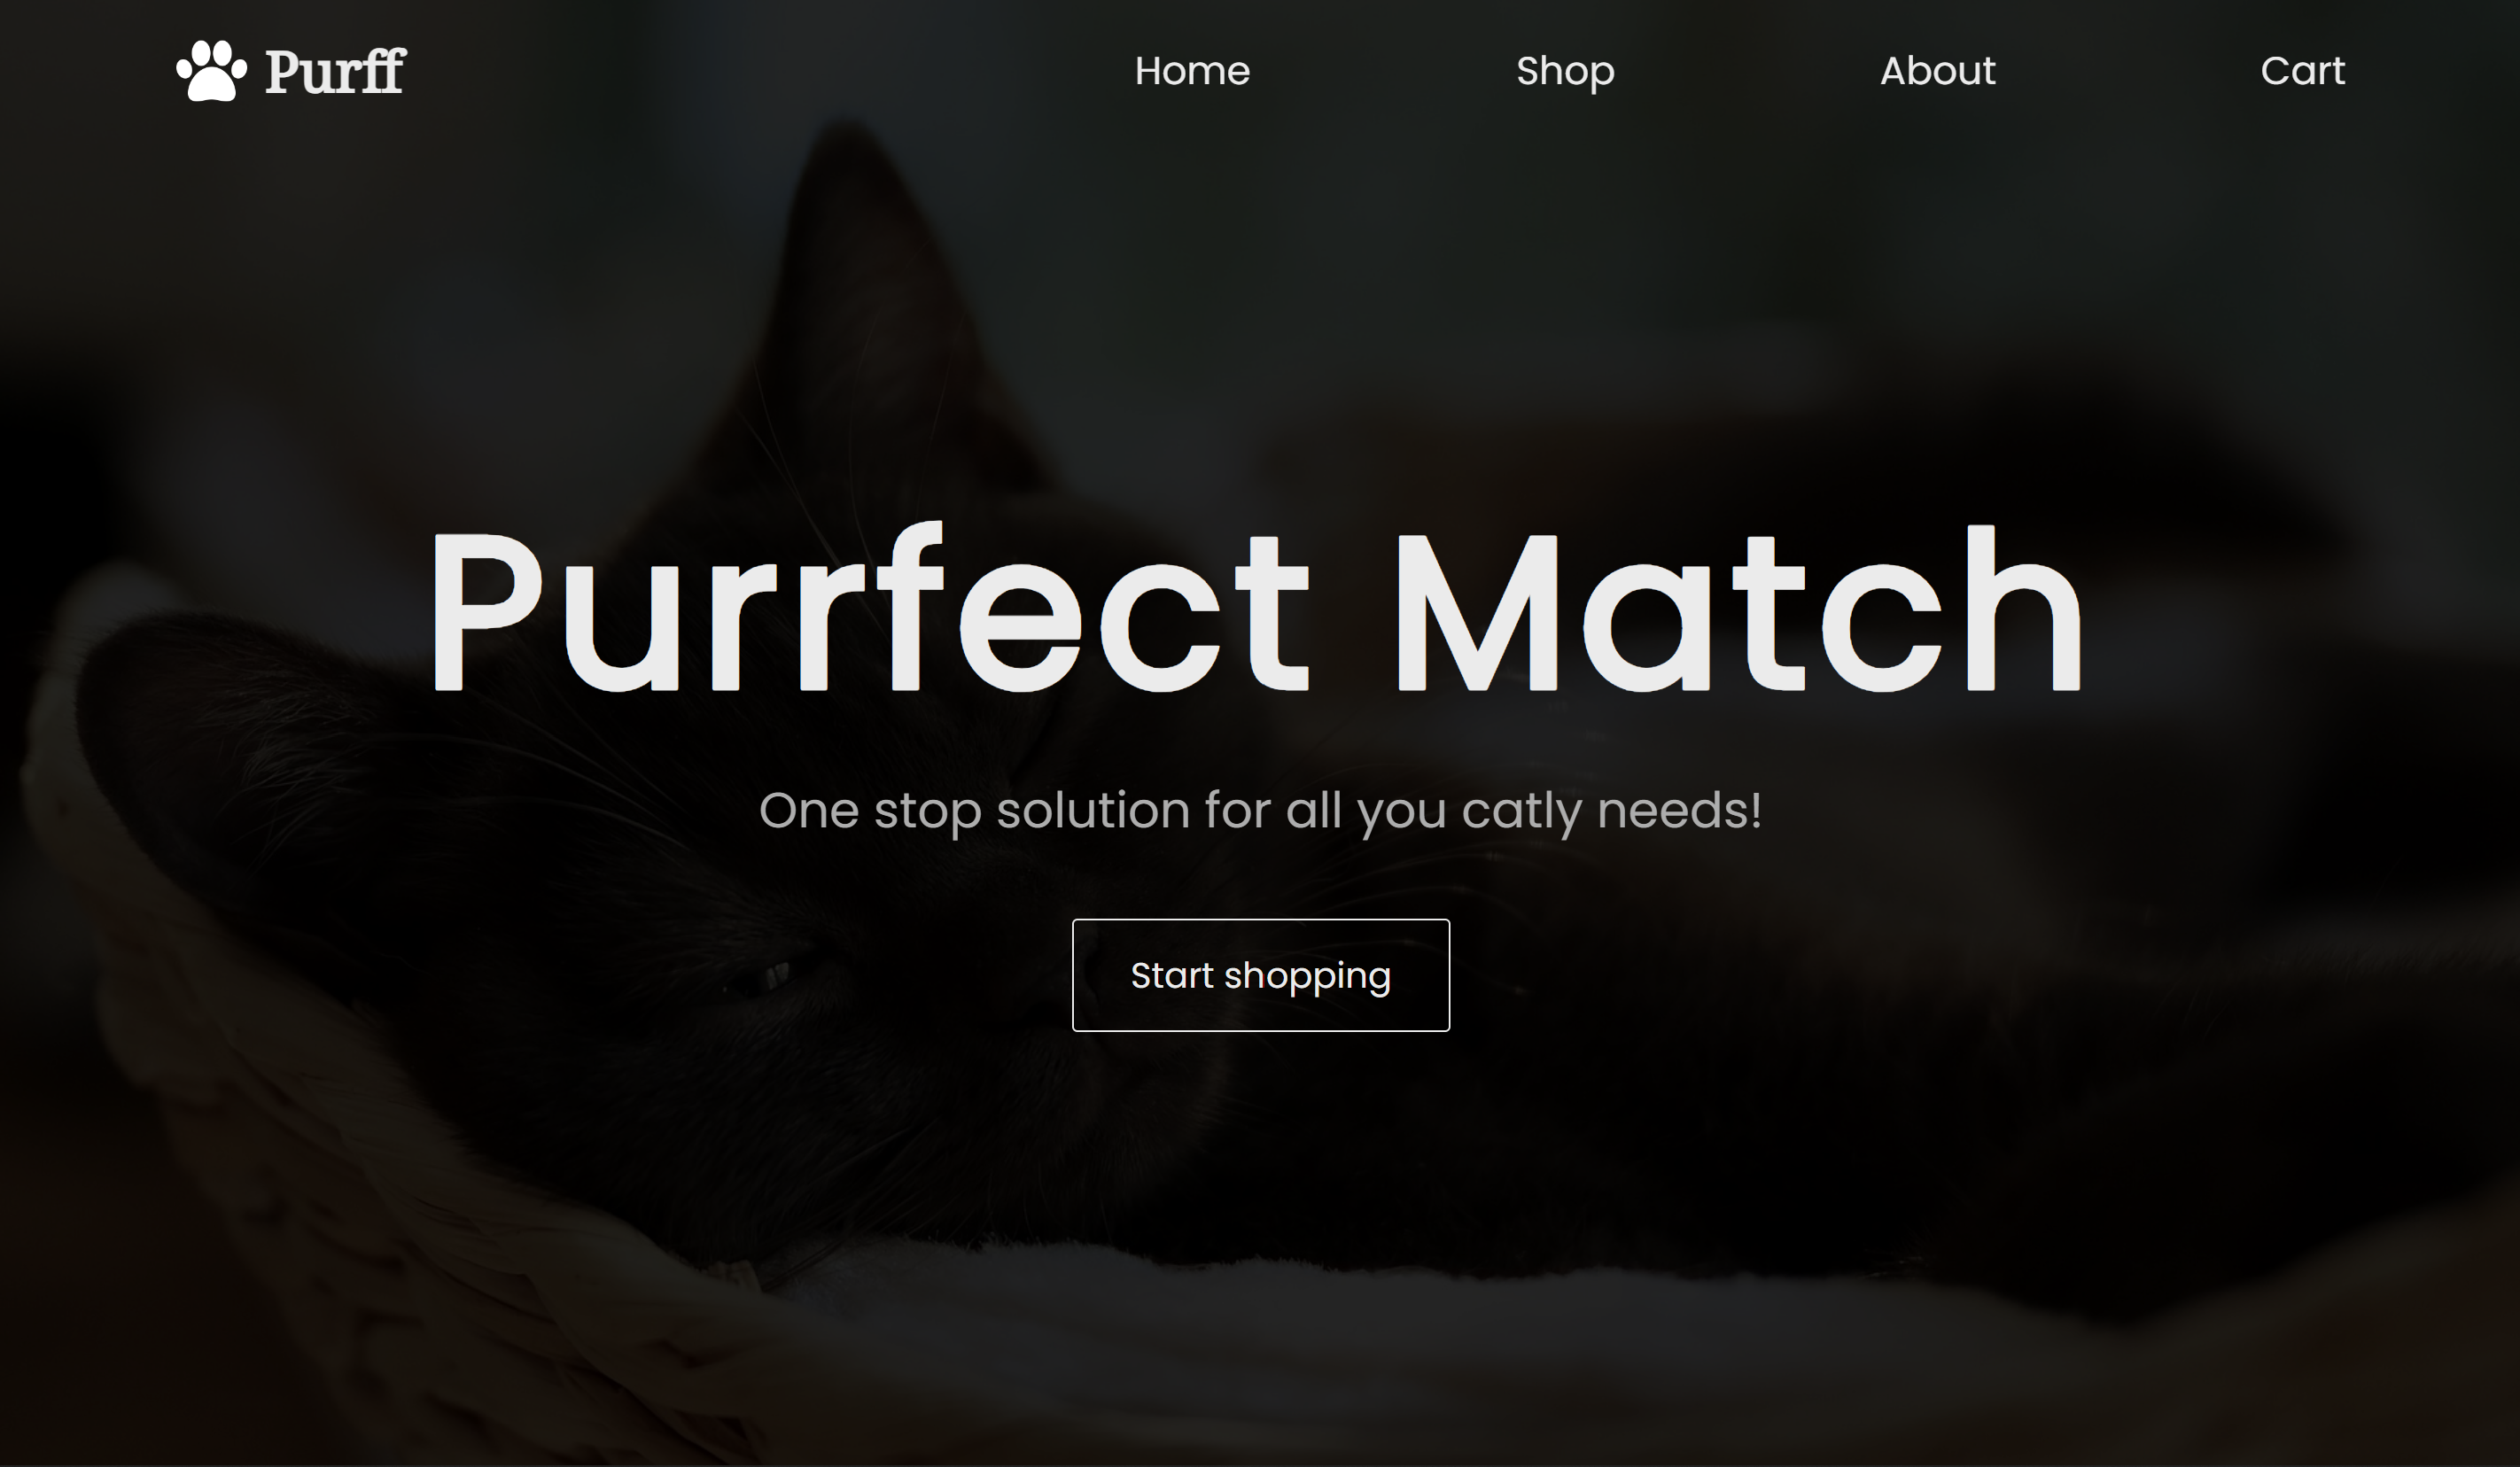 Purff
Home
Shop
About
Cart
Purrfect Match
One stop solution for all you catly needs!
Start shopping